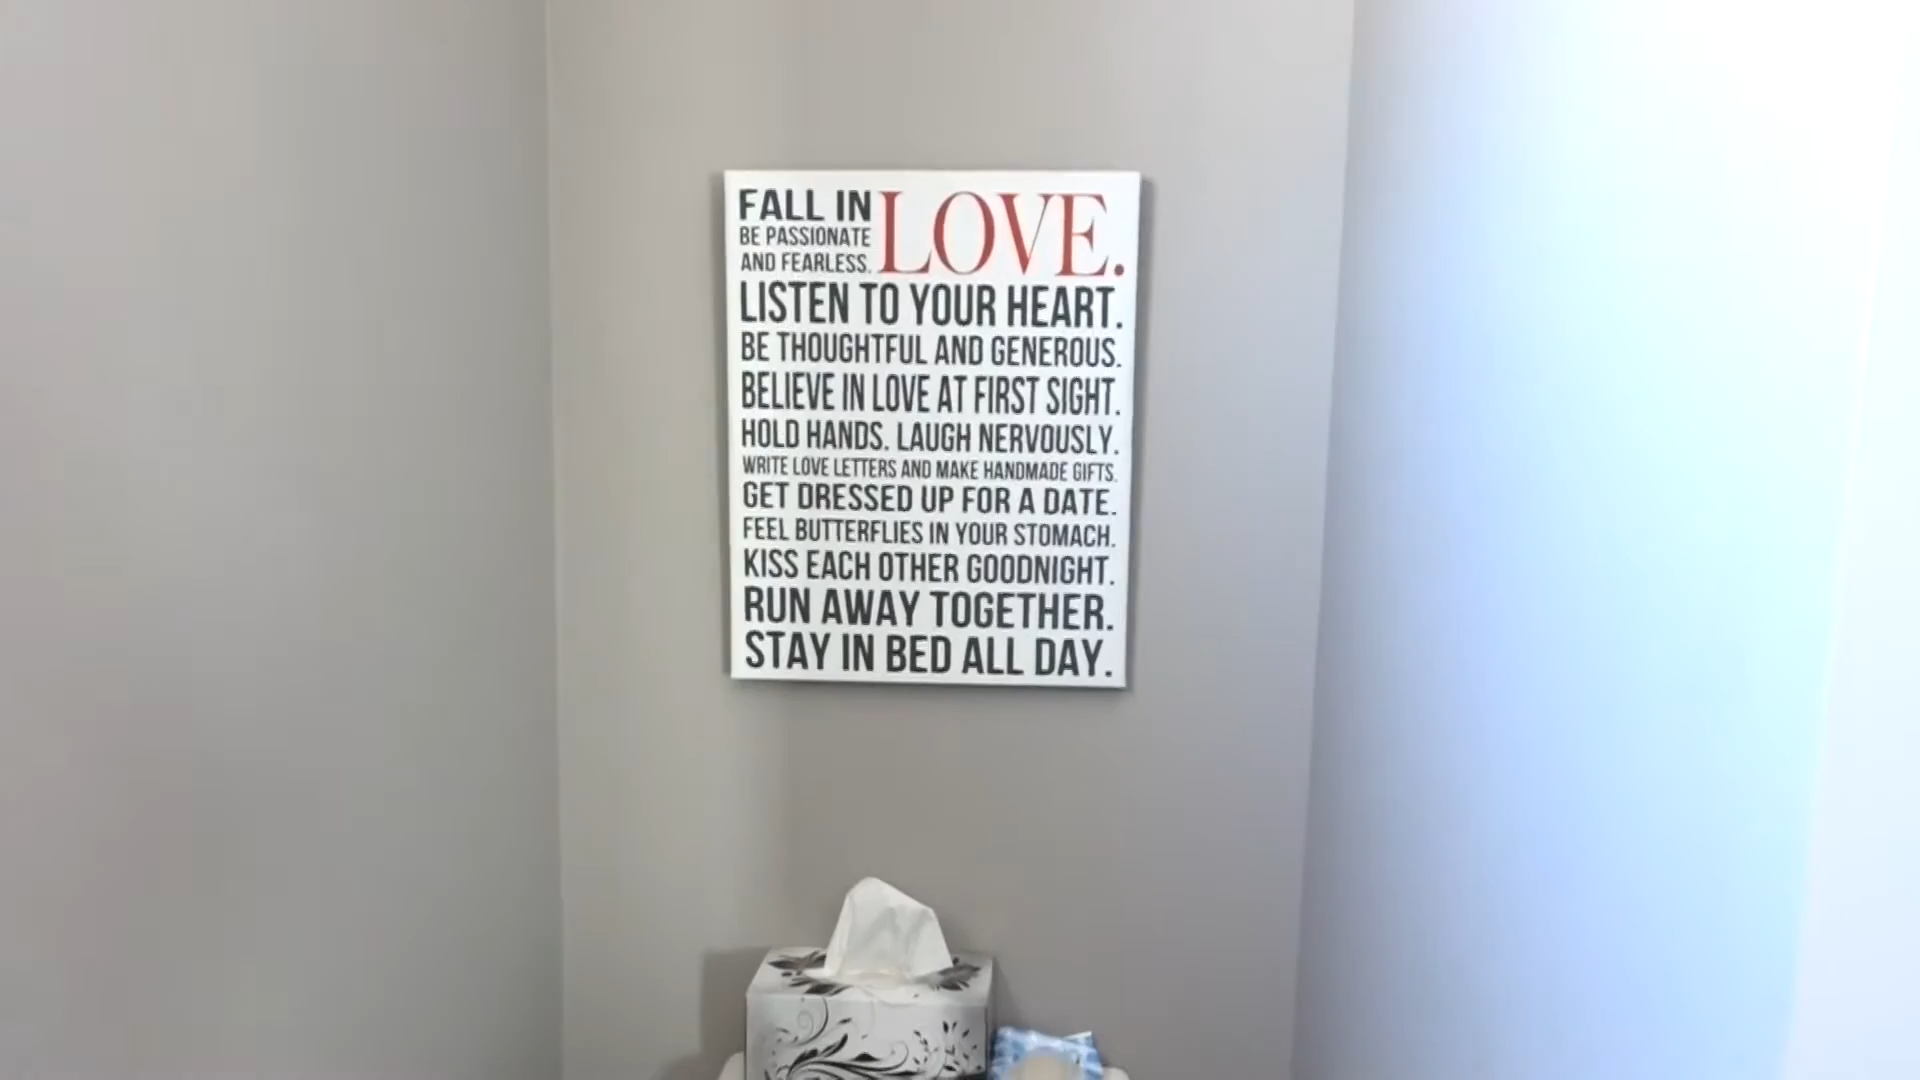 FALL IN LOVE.
BE PASSIONATE
AND FEARLESS.
LISTEN TO YOUR HEART.
BE THOUGHTFUL AND GENEROUS.
BELIEVE IN LOVE AT FIRST SIGHT.
HOLD HANDS. LAUGH NERVOUSLY.
WRITE LOVE LETTERS AND MAKE HANDMADE GIFTS.
GET DRESSED UP FOR A DATE.
FEEL BUTTERFLIES IN YOUR STOMACH.
KISS EACH OTHER GOODNIGHT.
RUN AWAY TOGETHER.
STAY IN BED ALL DAY.